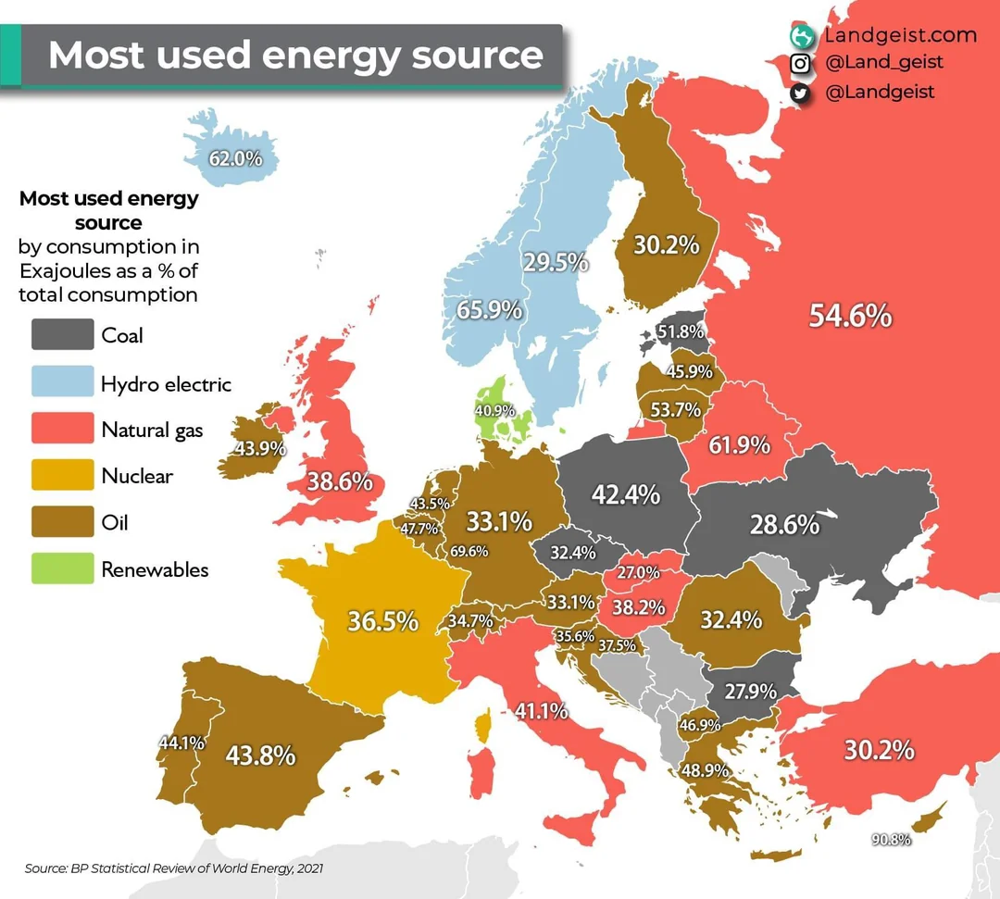 Most used energy source
Landgeist.com
@Land_geist
@Landgeist
62.0%
Most used energy
source
by consumption in
Exajoules as a % of
total consumption
Coal
Hydro electric
Natural gas
Nuclear
Oil
Renewables
30.2%
29.5%
65.9%
54.6%
51.8%
45.9%
40.9%
53.7%
61.9%
43.9%
38.6%
42.4%
43.5%
33.1%
47.7%
28.6%
69.6%
32.4%
27.0%
33.1%
38.2%
36.5%
34.7%
32.4%
35.6%
37.5%
27.9%
41.1%
46.9%
44.1%
43.8%
30.2%
48.9%
90.8%
Source: BP Statistical Review of World Energy, 2021